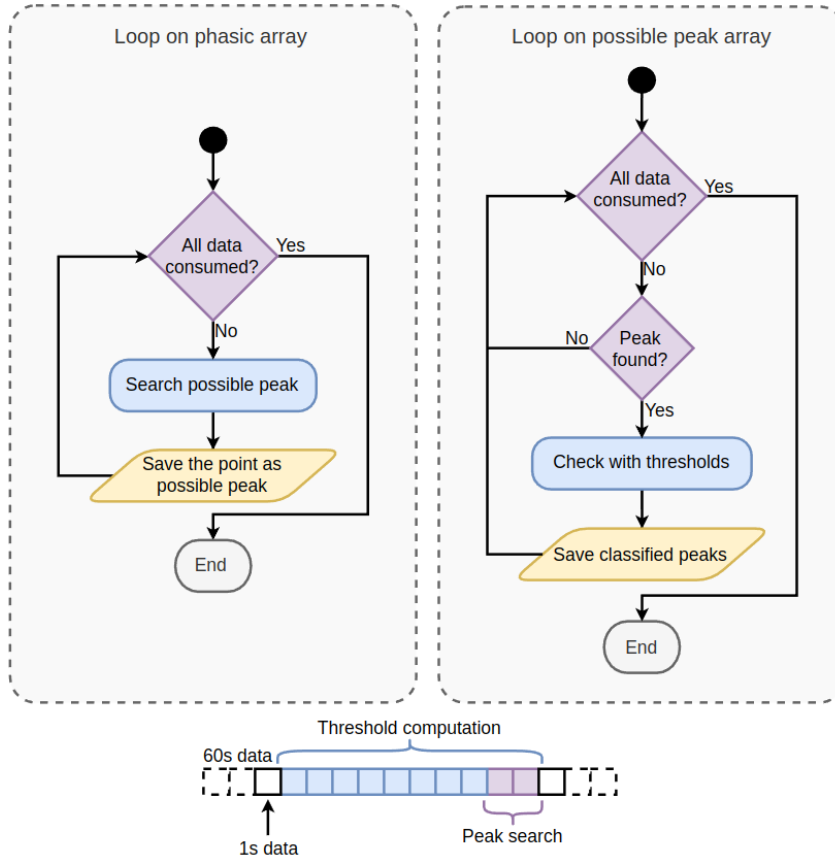 Loop on phasic array
All data
consumed?
Yes
No
Search possible peak
Save the point as
possible peak
End
Loop on possible peak array
All data
consumed?
Yes
No
Peak
found?
No
Yes
Check with thresholds
Save classified peaks
End
Threshold computation
60s data
1s data
Peak search